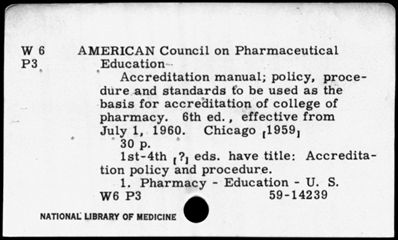 W 6 AMERICAN Council on Pharmaceutical
P3 Education
Accreditation manual; policy, proce-
dure and standards to be used as the
basis for accreditation of college of
pharmacy. 6th ed., effective from
July 1, 1960. Chicago [1959]
30 p.
1st-4th [?] eds. have title: Accredita-
tion policy and procedure.
1. Pharmacy - Education - U. S.
W6 P3 59-14239
NATIONAL LIBRARY OF MEDICINE